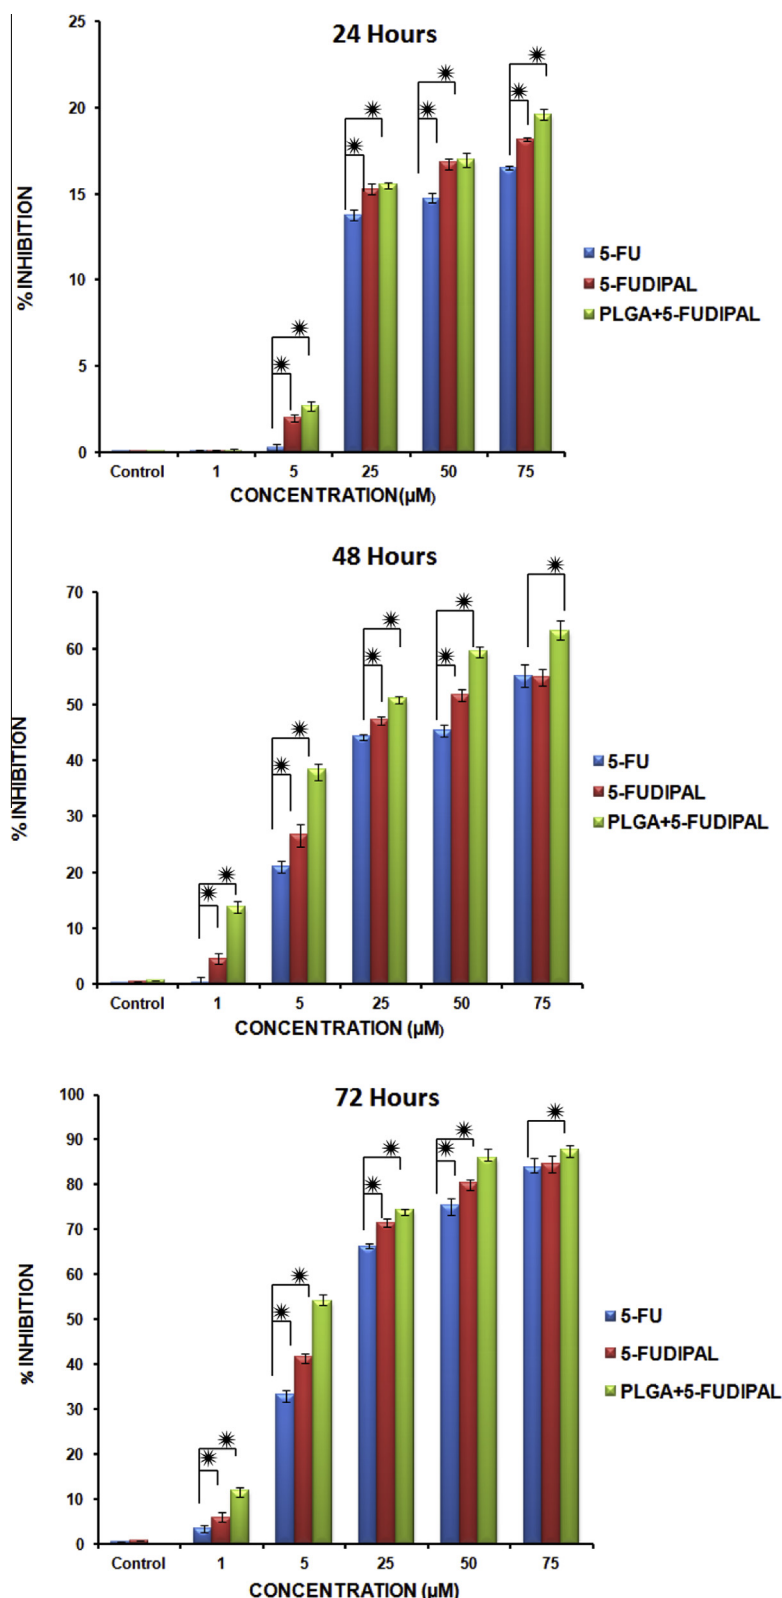 24 Hours
25
20
15
10
5
0
% INHIBITION
Control 1 5 25 50 75
CONCENTRATION(µM)
5-FU
5-FUDIPAL
PLGA+5-FUDIPAL
48 Hours
70
60
50
40
30
20
10
0
% INHIBITION
Control 1 5 25 50 75
CONCENTRATION (µM)
5-FU
5-FUDIPAL
PLGA+5-FUDIPAL
72 Hours
100
90
80
70
60
50
40
30
20
10
0
% INHIBITION
Control 1 5 25 50 75
CONCENTRATION (µM)
5-FU
5-FUDIPAL
PLGA+5-FUDIPAL